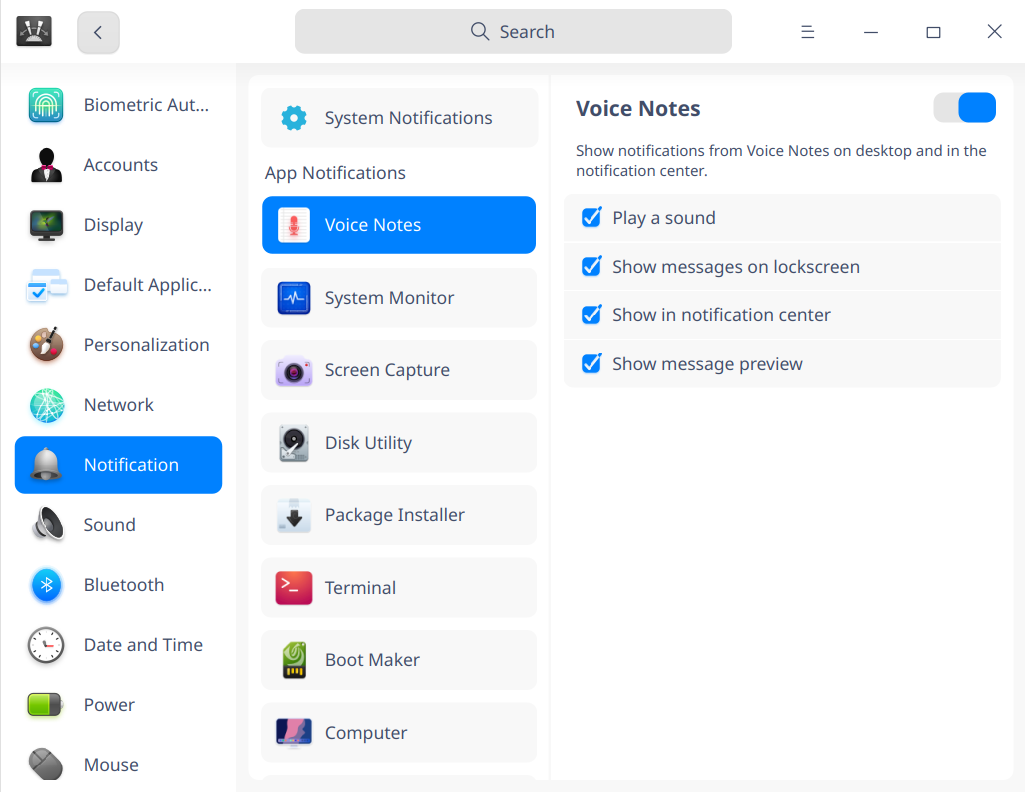 Search
Biometric Aut...
Accounts
Display
Default Applic...
Personalization
Network
Notification
Sound
Bluetooth
Date and Time
Power
Mouse
System Notifications
App Notifications
Voice Notes
System Monitor
Screen Capture
Disk Utility
Package Installer
Terminal
Boot Maker
Computer
Voice Notes
Show notifications from Voice Notes on desktop and in the
notification center.
Play a sound
Show messages on lockscreen
Show in notification center
Show message preview